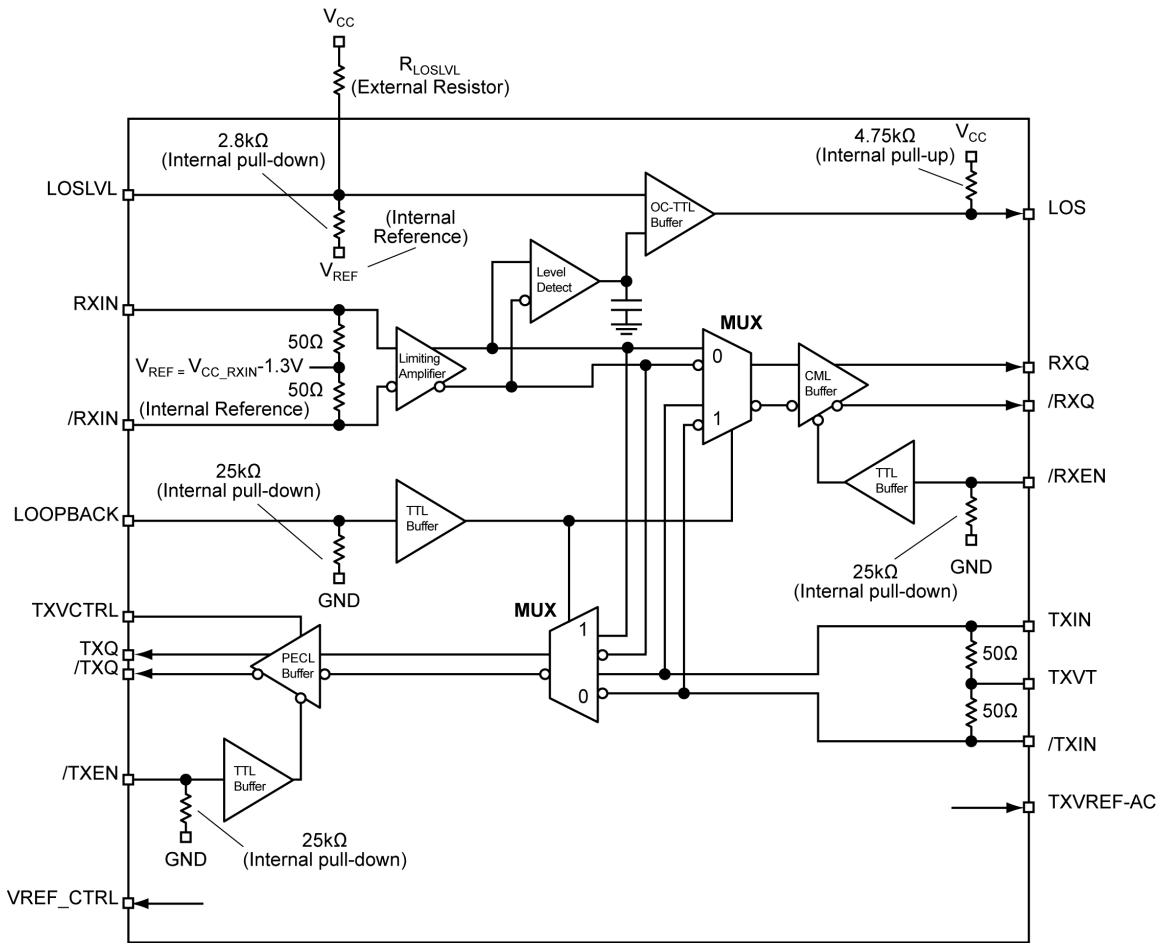 VCC
RLOSLVL
(External Resistor)
2.8kΩ
(Internal pull-down)
4.75kΩ
(Internal pull-up)
VCC
LOSLVL
OC-TTL
Buffer
LOS
(Internal
Reference)
VREF
Level
Detect
RXIN
MUX
50Ω
Limiting
Amplifier
0
VREF = VCC_RXIN-1.3V
CML
Buffer
RXQ
50Ω
(Internal Reference)
/RXIN
1
/RXQ
25kΩ
(Internal pull-down)
TTL
Buffer
/RXEN
LOOPBACK
TTL
Buffer
GND
GND
25kΩ
(Internal pull-down)
TXVCTRL
MUX
1
TXIN
TXQ
/TXQ
PECL
Buffer
50Ω
TXVT
0
50Ω
/TXIN
/TXEN
TTL
Buffer
TXVREF-AC
25kΩ
(Internal pull-down)
GND
VREF_CTRL